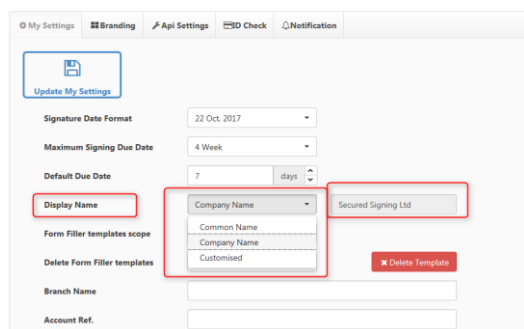 My Settings Branding Api Settings ID Check Notification
Update My Settings
Signature Date Format 22 Oct. 2017
Maximum Signing Due Date 4 Week
Default Due Date 7 days
Display Name Company Name Secured Signing Ltd
Common Name
Form Filler templates scope
Company Name
Customised
Delete Form Filler templates Delete Template
Branch Name
Account Ref.